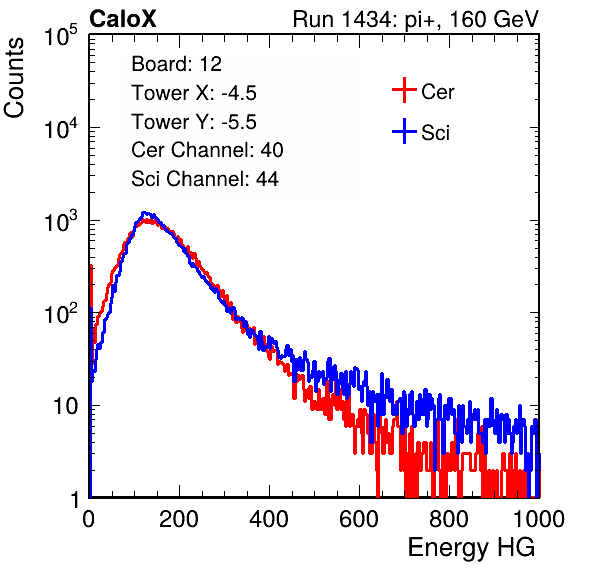 CaloX Run 1434: pi+, 160 GeV
Counts
Board: 12
Tower X: -4.5
Tower Y: -5.5
Cer Channel: 40
Sci Channel: 44
Cer
Sci
10^5
10^4
10^3
10^2
10
1
0 200 400 600 800 1000
Energy HG